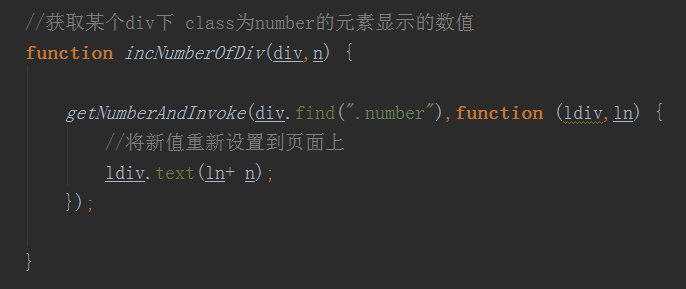 //获取某个div下 class为number的元素显示的数值
function incNumberOfDiv(div,n) {
getNumberAndInvoke(div.find(".number"),function (ldiv,ln) {
//将新值重新设置到页面上
ldiv.text(ln+ n);
});
}